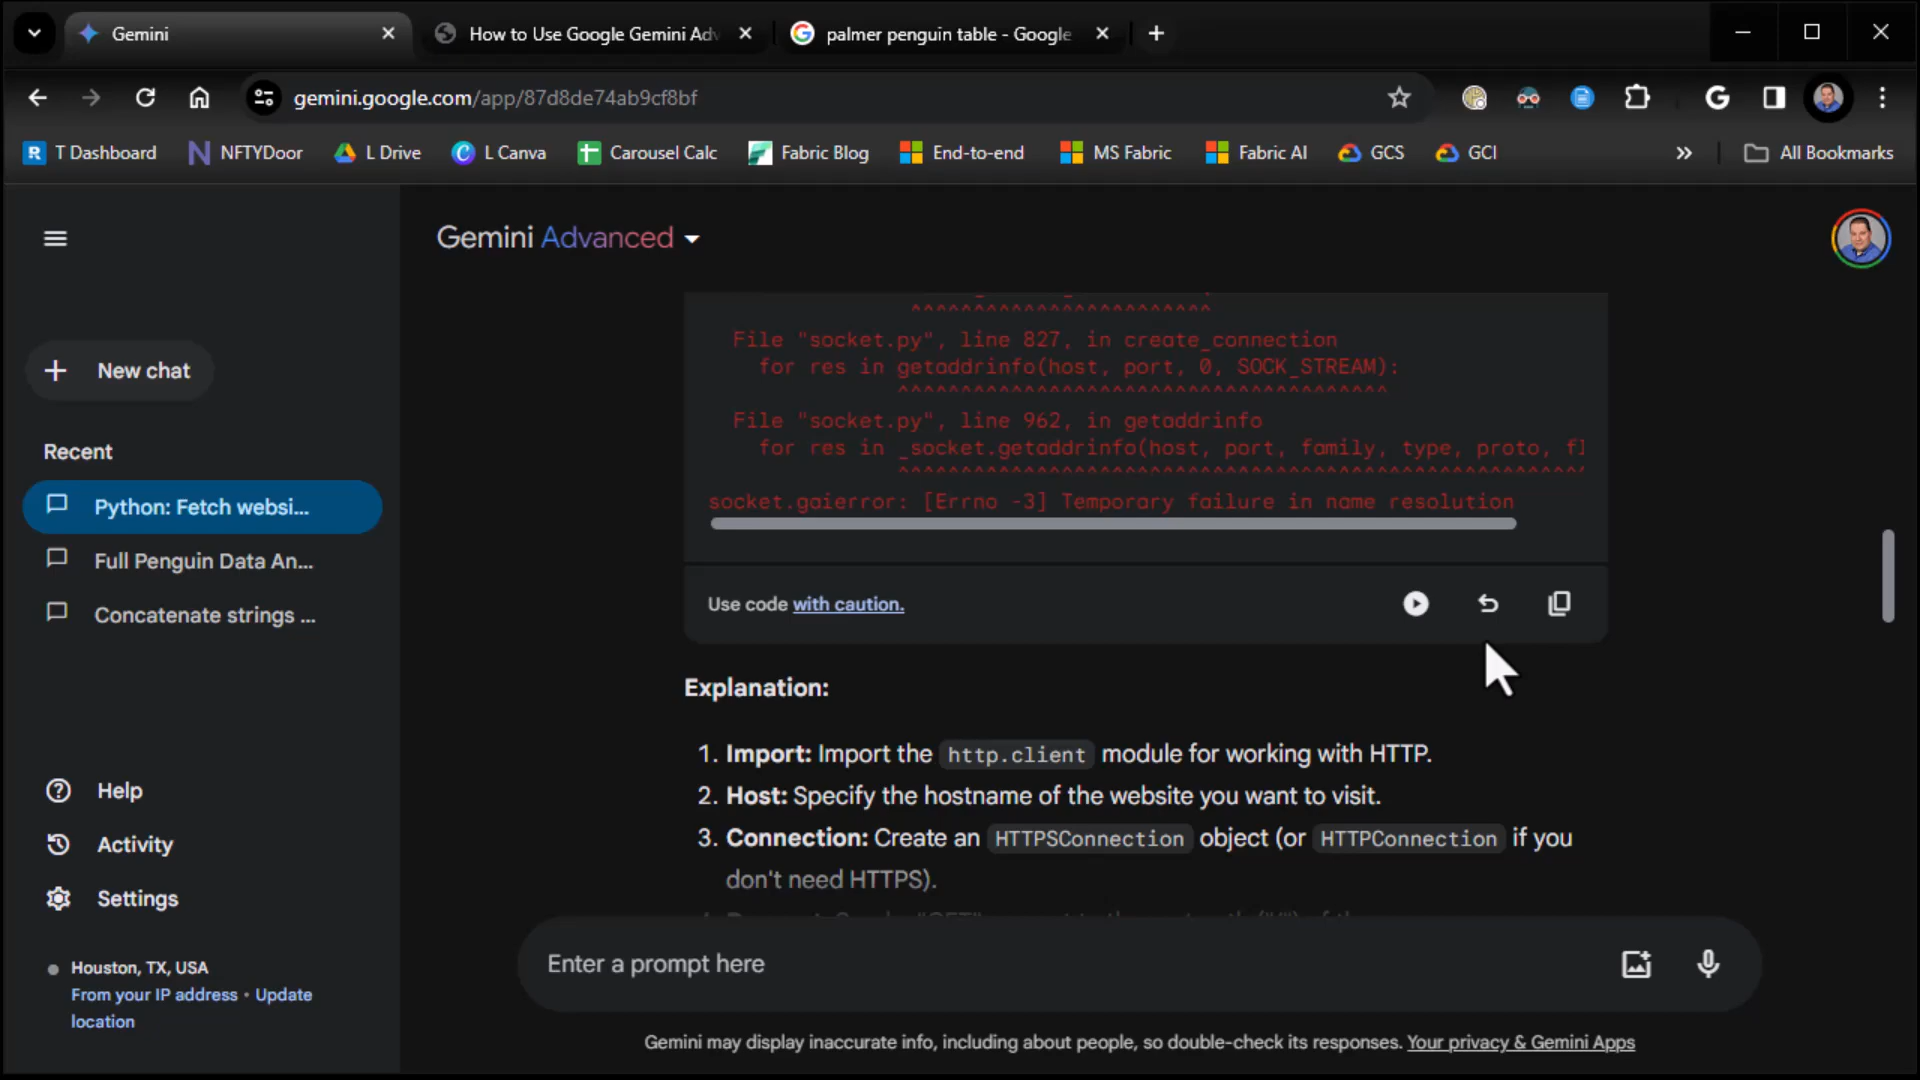 Gemini
How to Use Google Gemini Adv
palmer penguin table - Google
gemini.google.com/app/87d8de74ab9cf8bf
T Dashboard
NFTYDoor
L Drive
L Canva
Carousel Calc
Fabric Blog
End-to-end
MS Fabric
Fabric AI
GCS
GCI
All Bookmarks
Gemini Advanced
New chat
Recent
Python: Fetch websi...
Full Penguin Data An...
Concatenate strings ...
Help
Activity
Settings
Houston, TX, USA
From your IP address • Update
location
^^^^^^^^^^^^^^^^^^^^^^^^
File "socket.py", line 827, in create_connection
for res in getaddrinfo(host, port, 0, SOCK_STREAM):
^^^^^^^^^^^^^^^^^^^^^^^^^^^^^^^^^^^^^^^
File "socket.py", line 962, in getaddrinfo
for res in _socket.getaddrinfo(host, port, family, type, proto, fl
^^^^^^^^^^^^^^^^^^^^^^^^^^^^^^^^^^^^^^^^^^^^^^^^^^^^^^^
socket.gaierror: [Errno -3] Temporary failure in name resolution
Use code with caution.
Explanation:
1. Import: Import the http.client module for working with HTTP.
2. Host: Specify the hostname of the website you want to visit.
3. Connection: Create an HTTPSConnection object (or HTTPConnection if you
don't need HTTPS).
Enter a prompt here
Gemini may display inaccurate info, including about people, so double-check its responses. Your privacy & Gemini Apps